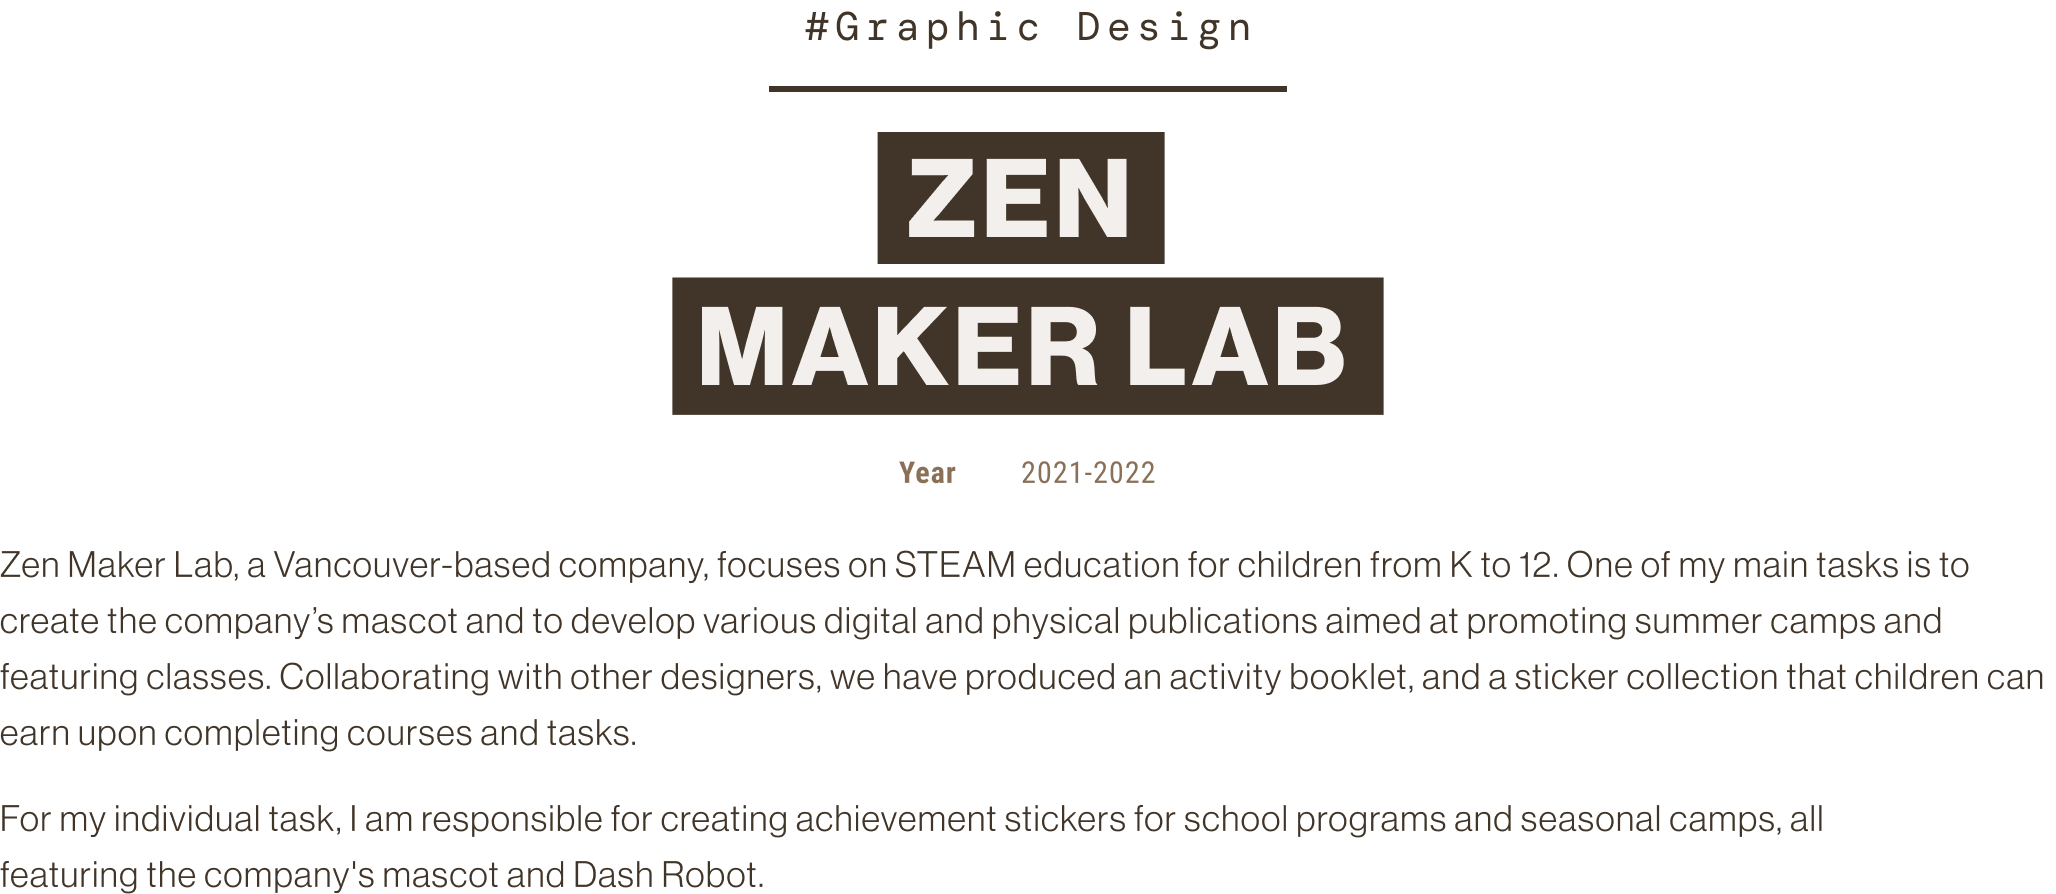 #Graphic Design
ZEN
MAKER LAB
Year 2021-2022
Zen Maker Lab, a Vancouver-based company, focuses on STEAM education for children from K to 12. One of my main tasks is to
create the company’s mascot and to develop various digital and physical publications aimed at promoting summer camps and
featuring classes. Collaborating with other designers, we have produced an activity booklet, and a sticker collection that children can
earn upon completing courses and tasks.
For my individual task, I am responsible for creating achievement stickers for school programs and seasonal camps, all
featuring the company's mascot and Dash Robot.